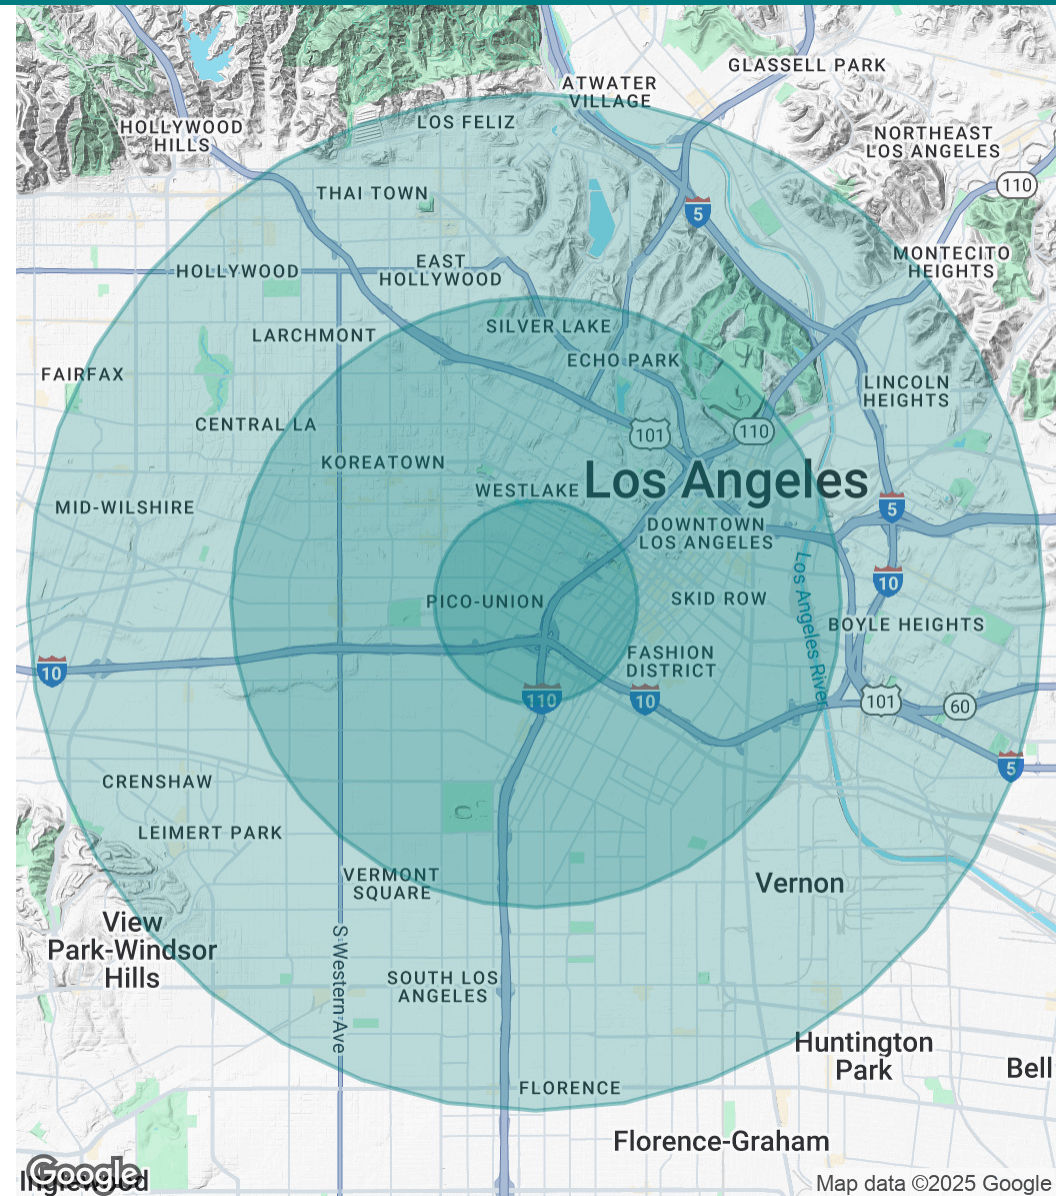 GLASSELL PARK
ATWATER
VILLAGE
LOS FELIZ
HOLLYWOOD
HILLS
NORTHEAST
LOS ANGELES
110
THAI TOWN
5
MONTECITO
HEIGHTS
HOLLYWOOD
EAST
HOLLYWOOD
SILVER LAKE
LARCHMONT
ECHO PARK
FAIRFAX
LINCOLN
HEIGHTS
CENTRAL LA
101
110
KOREATOWN
WESTLAKE
Los Angeles
MID-WILSHIRE
5
DOWNTOWN
LOS ANGELES
10
Los Angeles River
PICO-UNION
SKID ROW
BOYLE HEIGHTS
FASHION
DISTRICT
10
110
10
101
60
5
CRENSHAW
LEIMERT PARK
VERMONT
SQUARE
Vernon
View
Park-Windsor
Hills
S Western Ave
SOUTH LOS
ANGELES
Huntington
Park
Bell
FLORENCE
Florence-Graham
Inglewood
Google
Map data ©2025 Google